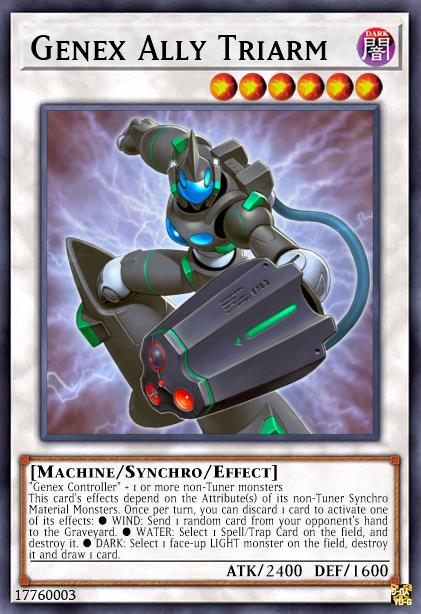 GENEX ALLY TRIARM
DARK
闇
[MACHINE/SYNCHRO/EFFECT]
"Genex Controller" + 1 or more non-Tuner monsters
This card's effects depend on the Attribute(s) of its non-Tuner Synchro
Material Monsters. Once per turn, you can discard 1 card to activate one
of its effects: ● WIND: Send 1 random card from your opponent's hand
to the Graveyard. ● WATER: Select 1 Spell/Trap Card on the field, and
destroy it. ● DARK: Select 1 face-up LIGHT monster on the field, destroy
it and draw 1 card.
ATK/2400 DEF/1600
17760003